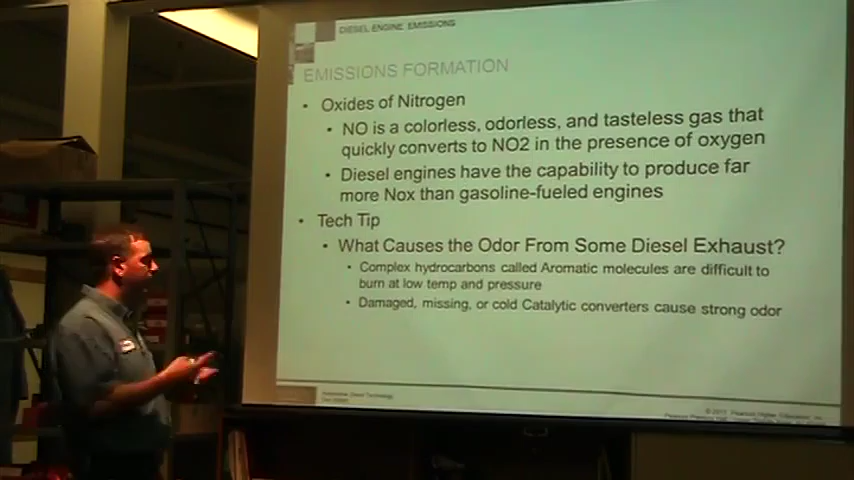 DIESEL ENGINE EMISSIONS
EMISSIONS FORMATION
• Oxides of Nitrogen
• NO is a colorless, odorless, and tasteless gas that
quickly converts to NO2 in the presence of oxygen
• Diesel engines have the capability to produce far
more Nox than gasoline-fueled engines
• Tech Tip
• What Causes the Odor From Some Diesel Exhaust?
• Complex hydrocarbons called Aromatic molecules are difficult to
burn at low temp and pressure
• Damaged, missing, or cold Catalytic converters cause strong odor